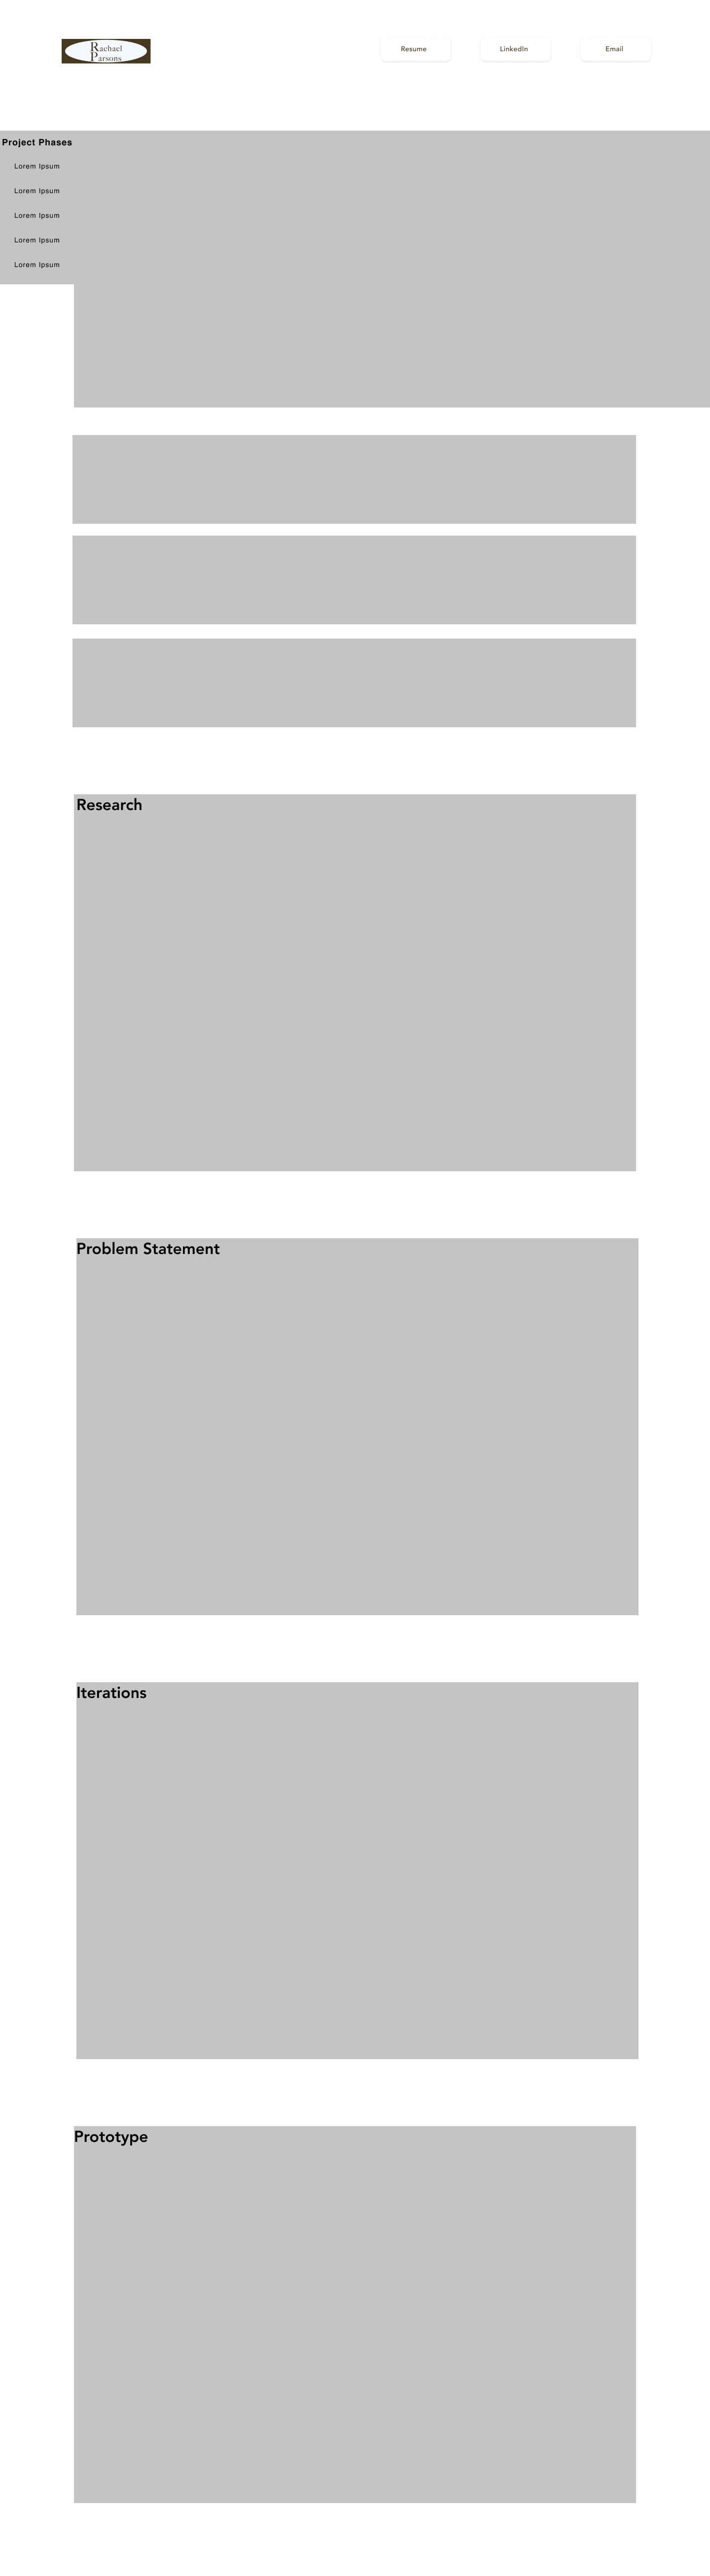 Rachael
Parsons
Resume
LinkedIn
Email
Project Phases
Lorem Ipsum
Lorem Ipsum
Lorem Ipsum
Lorem Ipsum
Lorem Ipsum
Research
Problem Statement
Iterations
Prototype